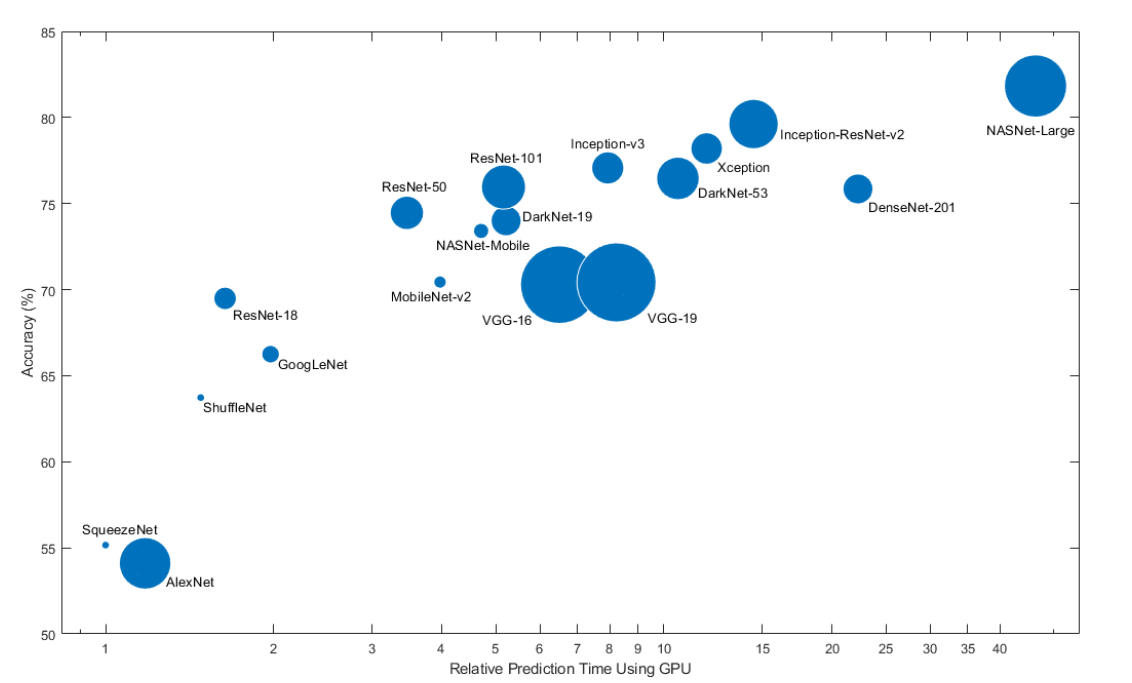 85
80
75
70
65
60
55
50
Accuracy (%)
NASNet-Large
Inception-ResNet-v2
Inception-v3
Xception
ResNet-101
DarkNet-53
ResNet-50
DenseNet-201
DarkNet-19
NASNet-Mobile
MobileNet-v2
ResNet-18
VGG-16
VGG-19
GoogLeNet
ShuffleNet
SqueezeNet
AlexNet
1 2 3 4 5 6 7 8 9 10 15 20 25 30 35 40
Relative Prediction Time Using GPU